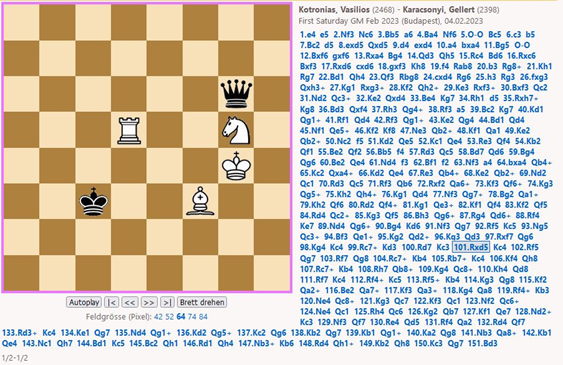 Kotronias, Vasilios (2468) - Karacsonyi, Gellert (2398)
First Saturday GM Feb 2023 (Budapest), 04.02.2023
1.e4 e5 2.Nf3 Nc6 3.Bb5 a6 4.Ba4 Nf6 5.O-O Bc5 6.c3 b5
7.Bc2 d5 8.exd5 Qxd5 9.d4 exd4 10.a4 bxa4 11.Bg5 O-O
12.Bxf6 gxf6 13.Rxa4 Bg4 14.Qd3 Qh5 15.Rc4 Bd6 16.Rxc6
Bxf3 17.Rxd6 cxd6 18.gxf3 Kh8 19.f4 Rab8 20.b3 Rg8+ 21.Kh1
Rg7 22.Bd1 Qh4 23.Qf3 Rbg8 24.cxd4 Rg6 25.h3 Rg3 26.fxg3
Qxh3+ 27.Kg1 Rxg3+ 28.Kf2 Qh2+ 29.Ke3 Rxf3+ 30.Bxf3 Qc2
31.Nd2 Qc3+ 32.Ke2 Qxd4 33.Be4 Kg7 34.Rh1 d5 35.Rxh7+
Kg8 36.Bd3 Qxf4 37.Rh3 Qg4+ 38.Rf3 a5 39.Bc2 Kg7 40.Kd1
Qg1+ 41.Rf1 Qd4 42.Rf3 Qg1+ 43.Ke2 Qg4 44.Bd1 Qd4
45.Nf1 Qe5+ 46.Kf2 Kf8 47.Ne3 Qb2+ 48.Kf1 Qa1 49.Ke2
Qb2+ 50.Nc2 f5 51.Kd2 Qe5 52.Kc1 Qe4 53.Re3 Qf4 54.Kb2
Qf1 55.Be2 Qf2 56.Bb5 f4 57.Rd3 Qc5 58.Bd7 Qd6 59.Bg4
Qg6 60.Be2 Qe4 61.Nd4 f3 62.Bf1 f2 63.Nf3 a4 64.bxa4 Qb4+
65.Kc2 Qxa4+ 66.Kd2 Qe4 67.Re3 Qb4+ 68.Ke2 Qb2+ 69.Nd2
Qc1 70.Rd3 Qc5 71.Rf3 Qb6 72.Rxf2 Qa6+ 73.Kf3 Qf6+ 74.Kg3
Qg5+ 75.Kh2 Qh4+ 76.Kg1 Qd4 77.Nf3 Qg7+ 78.Bg2 Qa1+
79.Kh2 Qf6 80.Rd2 Qf4+ 81.Kg1 Qe3+ 82.Kf1 Qf4 83.Kf2 Qf5
84.Rd4 Qc2+ 85.Kg3 Qf5 86.Bh3 Qg6+ 87.Rg4 Qd6+ 88.Rf4
Ke7 89.Nd4 Qg6+ 90.Bg4 Kd6 91.Nf3 Qg7 92.Rf5 Kc5 93.Ng5
Qc3+ 94.Bf3 Qe1+ 95.Kg2 Qd2+ 96.Kg3 Qd3 97.Rxf7 Qg6
98.Kg4 Kc4 99.Rc7+ Kd3 100.Rd7 Kc3 101.Rxd5 Kc4 102.Rf5
Qg7 103.Rf7 Qg8 104.Rc7+ Kb4 105.Rb7+ Kc4 106.Kf4 Qh8
107.Rc7+ Kb4 108.Rh7 Qb8+ 109.Kg4 Qc8+ 110.Kh4 Qd8
111.Rf7 Kc4 112.Rf4+ Kc5 113.Rf5+ Kb4 114.Kg3 Qg8 115.Kf2
Qa2+ 116.Be2 Qa7+ 117.Kf3 Qa3+ 118.Kg4 Qa8 119.Rf4+ Kb3
120.Ne4 Qc8+ 121.Kg3 Qc7 122.Kf3 Qc1 123.Nf2 Qc6+
124.Ne4 Qc1 125.Rh4 Qc6 126.Kg2 Qb7 127.Kf1 Qe7 128.Nd2+
Kc3 129.Nf3 Qf7 130.Re4 Qd5 131.Rf4 Qa2 132.Rd4 Qf7
133.Rd3+ Kc4 134.Ke1 Qg7 135.Nd4 Qg1+ 136.Kd2 Qg5+ 137.Kc2 Qg6 138.Kb2 Qg7 139.Kb1 Qg1+ 140.Ka2 Qg8 141.Nb3 Qa8+ 142.Kb1
Qe4 143.Nc1 Qh7 144.Bd1 Kc5 145.Bc2 Qh1 146.Rd1 Qh4 147.Nb3+ Kb6 148.Rd4 Qh1+ 149.Kb2 Qh8 150.Kc3 Qg7 151.Bd3
1/2-1/2
Autoplay |< << >> >| Brett drehen
Feldgrösse (Pixel): 42 52 64 74 84